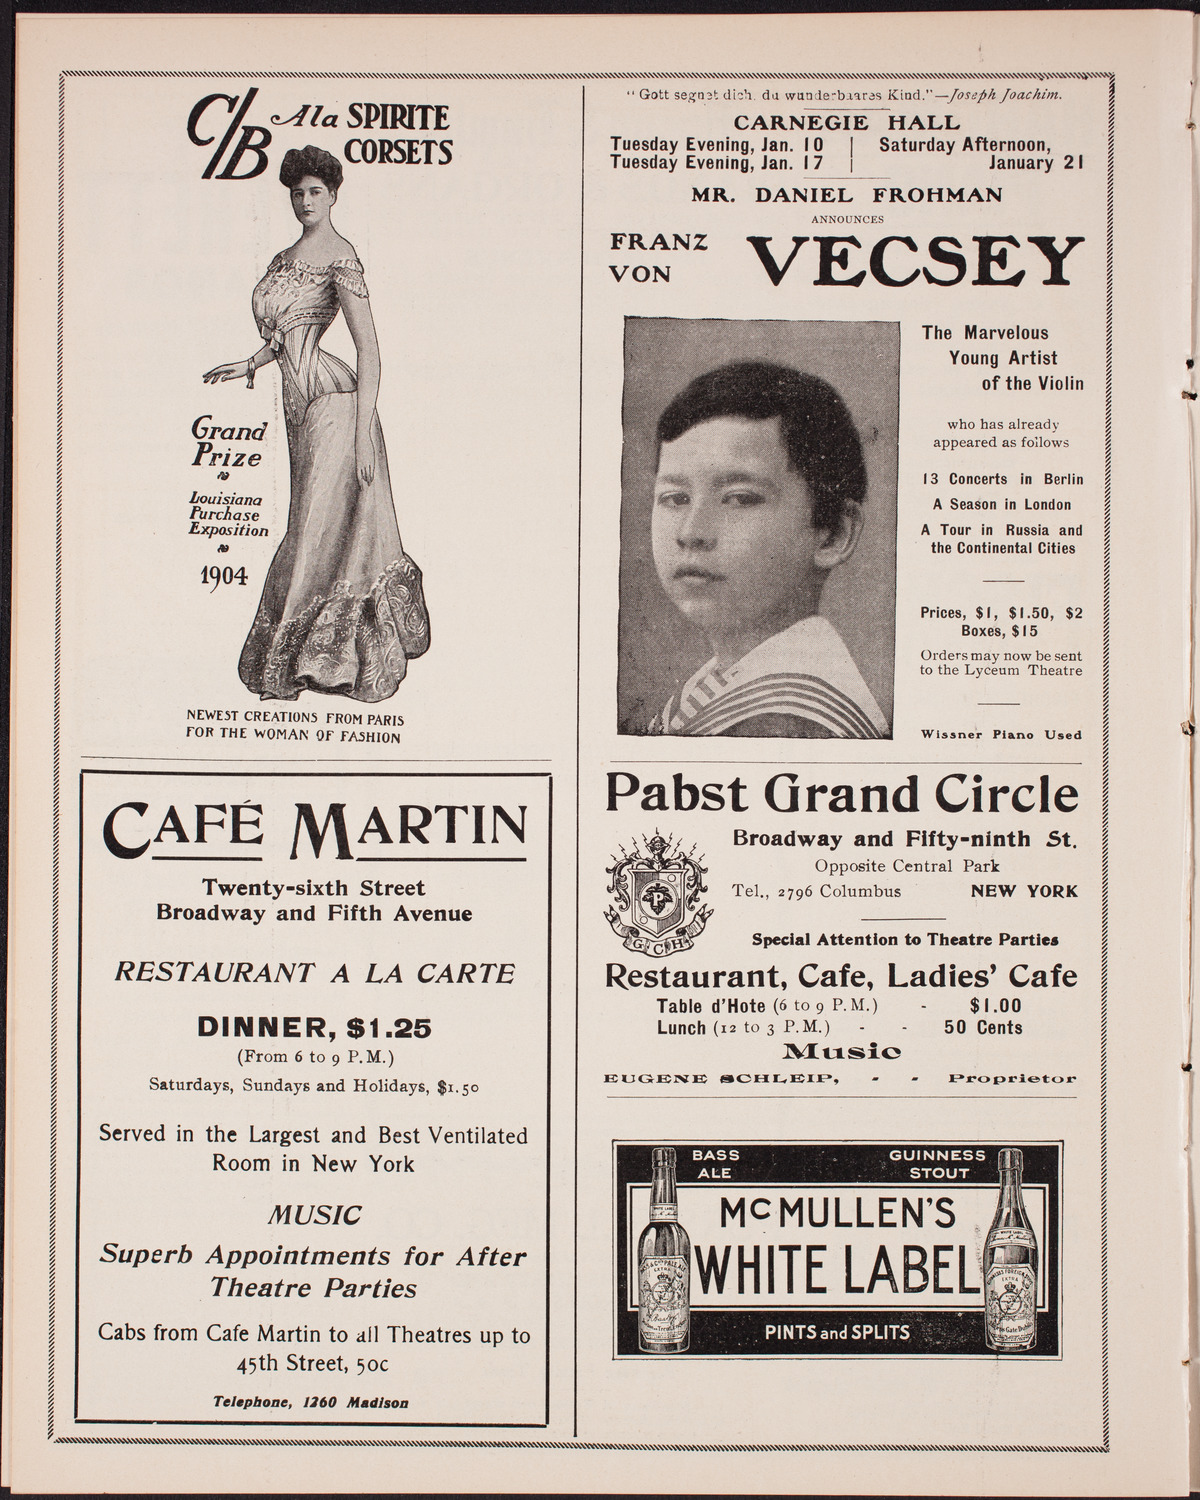 C/B Ala SPIRITE
CORSETS
Grand
Prize
Louisiana
Purchase
Exposition
1904
NEWEST CREATIONS FROM PARIS
FOR THE WOMAN OF FASHION
CAFÉ MARTIN
Twenty-sixth Street
Broadway and Fifth Avenue
RESTAURANT A LA CARTE
DINNER, $1.25
(From 6 to 9 P.M.)
Saturdays, Sundays and Holidays, $1.50
Served in the Largest and Best Ventilated
Room in New York
MUSIC
Superb Appointments for After
Theatre Parties
Cabs from Cafe Martin to all Theatres up to
45th Street, 50c
Telephone, 1260 Madison
"Gott segnet dich, du wunderbaares Kind."—Joseph Joachim.
CARNEGIE HALL
Tuesday Evening, Jan. 10 | Saturday Afternoon,
Tuesday Evening, Jan. 17 | January 21
MR. DANIEL FROHMAN
ANNOUNCES
FRANZ
VON VECSEY
The Marvelous
Young Artist
of the Violin
who has already
appeared as follows
13 Concerts in Berlin
A Season in London
A Tour in Russia and
the Continental Cities
Prices, $1, $1.50, $2
Boxes, $15
Orders may now be sent
to the Lyceum Theatre
Wissner Piano Used
Pabst Grand Circle
Broadway and Fifty-ninth St.
Opposite Central Park
Tel., 2796 Columbus NEW YORK
P
G C H
Special Attention to Theatre Parties
Restaurant, Cafe, Ladies' Cafe
Table d'Hote (6 to 9 P.M.) - $1.00
Lunch (12 to 3 P.M.) - - 50 Cents
Music
EUGENE SCHLEIP, - - Proprietor
BASS
ALE
GUINNESS
STOUT
McMULLEN'S
WHITE LABEL
PINTS and SPLITS